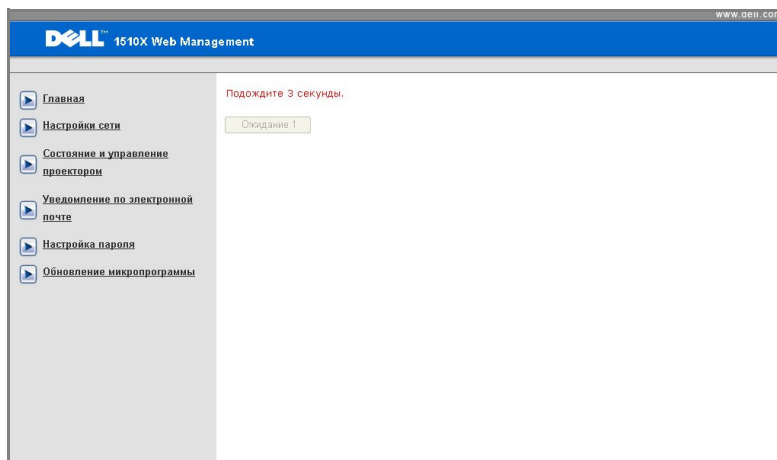 www.dell.com
DELL™ 1510X Web Management
Главная
Настройки сети
Состояние и управление
проектором
Уведомление по электронной
почте
Настройка пароля
Обновление микропрограммы
Подождите 3 секунды.
Ожидание 1